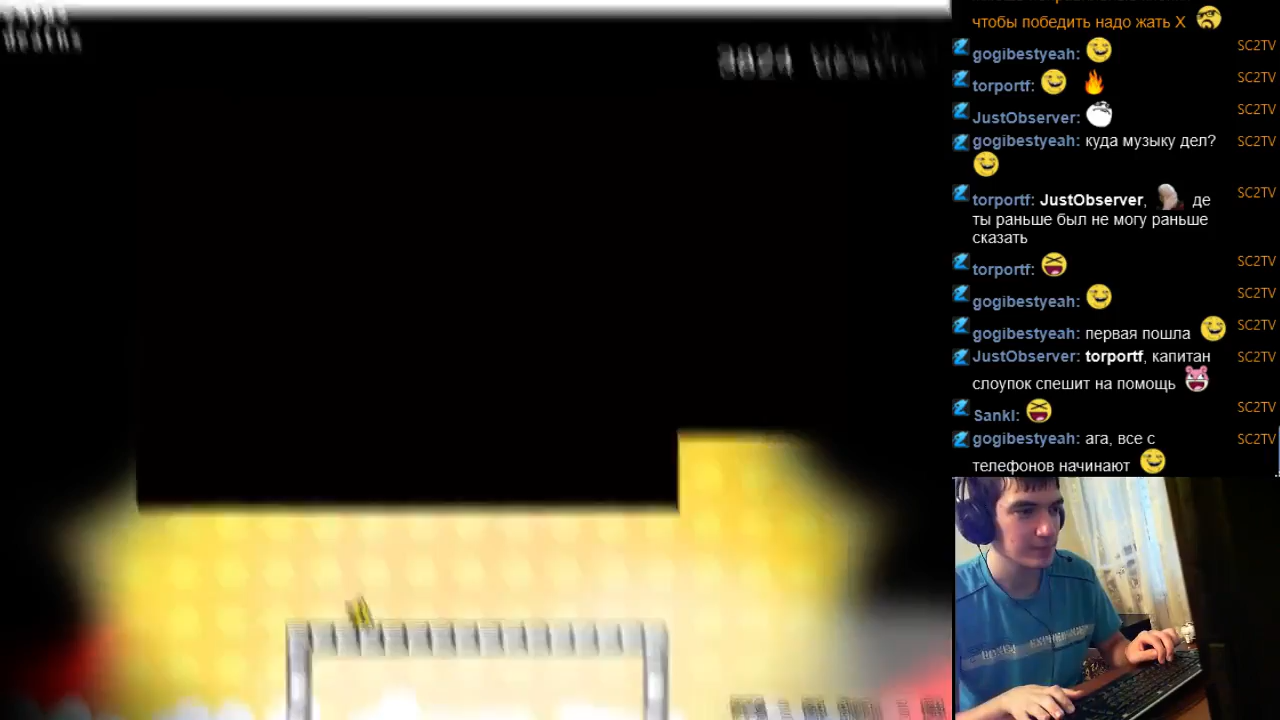 чтобы победить надо жать X
gogibestyeah: SC2TV
torportf: SC2TV
JustObserver: SC2TV
gogibestyeah: куда музыку дел? SC2TV
torportf: JustObserver, де SC2TV
ты раньше был не могу раньше
сказать
torportf: SC2TV
gogibestyeah: SC2TV
gogibestyeah: первая пошла SC2TV
JustObserver: torportf, капитан SC2TV
слоупок спешит на помощь
Sankl: SC2TV
gogibestyeah: ага, все с SC2TV
телефонов начинают